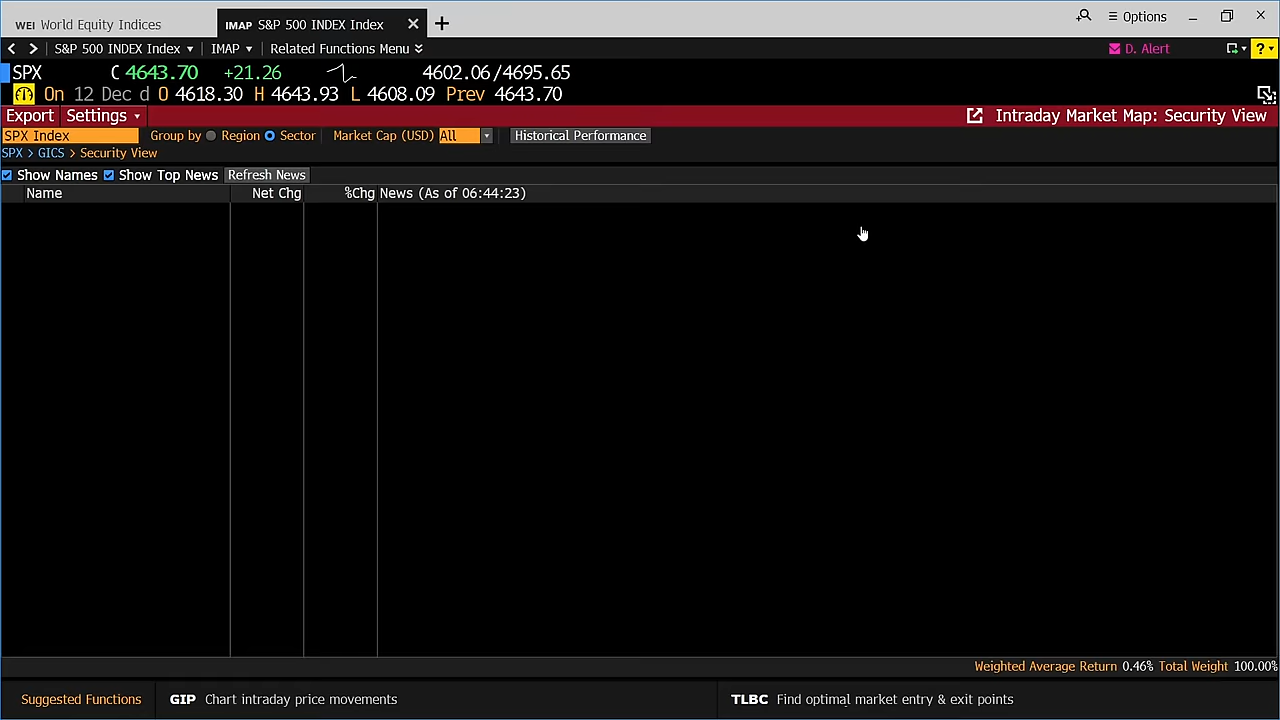 WEI World Equity Indices IMAP S&P 500 INDEX Index Options
S&P 500 INDEX Index IMAP Related Functions Menu D. Alert ?
SPX C 4643.70 +21.26 4602.06/4695.65
On 12 Dec d O 4618.30 H 4643.93 L 4608.09 Prev 4643.70
Export Settings Intraday Market Map: Security View
SPX Index Group by Region Sector Market Cap (USD) All Historical Performance
SPX > GICS > Security View
Show Names Show Top News Refresh News
Name Net Chg %Chg News (As of 06:44:23)
Weighted Average Return 0.46% Total Weight 100.00%
Suggested Functions GIP Chart intraday price movements TLBC Find optimal market entry & exit points